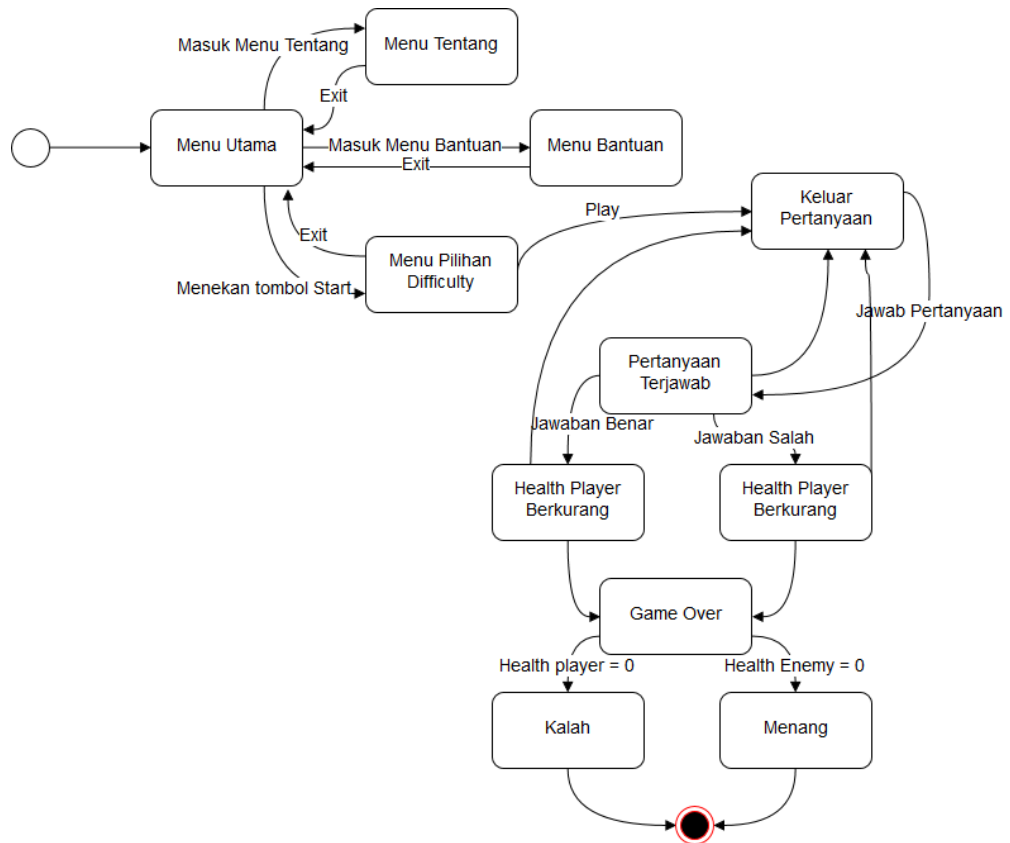 Masuk Menu Tentang
Menu Tentang
Exit
Menu Utama
Masuk Menu Bantuan
Exit
Menu Bantuan
Exit
Menekan tombol Start
Menu Pilihan
Difficulty
Play
Keluar
Pertanyaan
Jawab Pertanyaan
Pertanyaan
Terjawab
Jawaban Benar
Jawaban Salah
Health Player
Berkurang
Health Player
Berkurang
Game Over
Health player = 0
Health Enemy = 0
Kalah
Menang